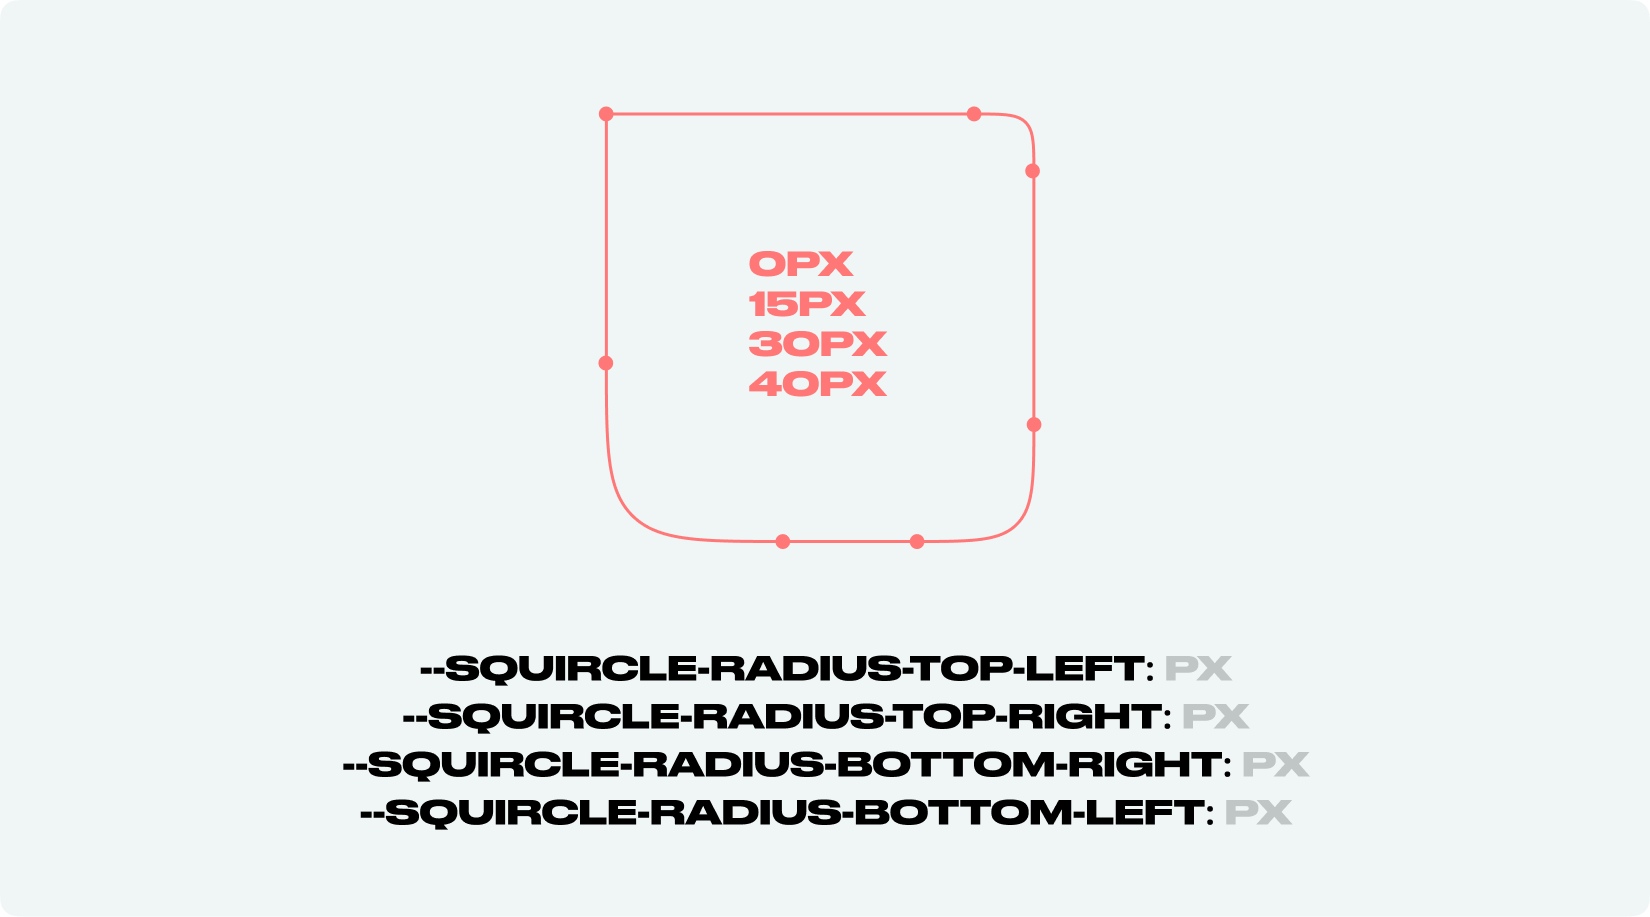 0PX
15PX
30PX
40PX
--SQUIRCLE-RADIUS-TOP-LEFT: PX
--SQUIRCLE-RADIUS-TOP-RIGHT: PX
--SQUIRCLE-RADIUS-BOTTOM-RIGHT: PX
--SQUIRCLE-RADIUS-BOTTOM-LEFT: PX